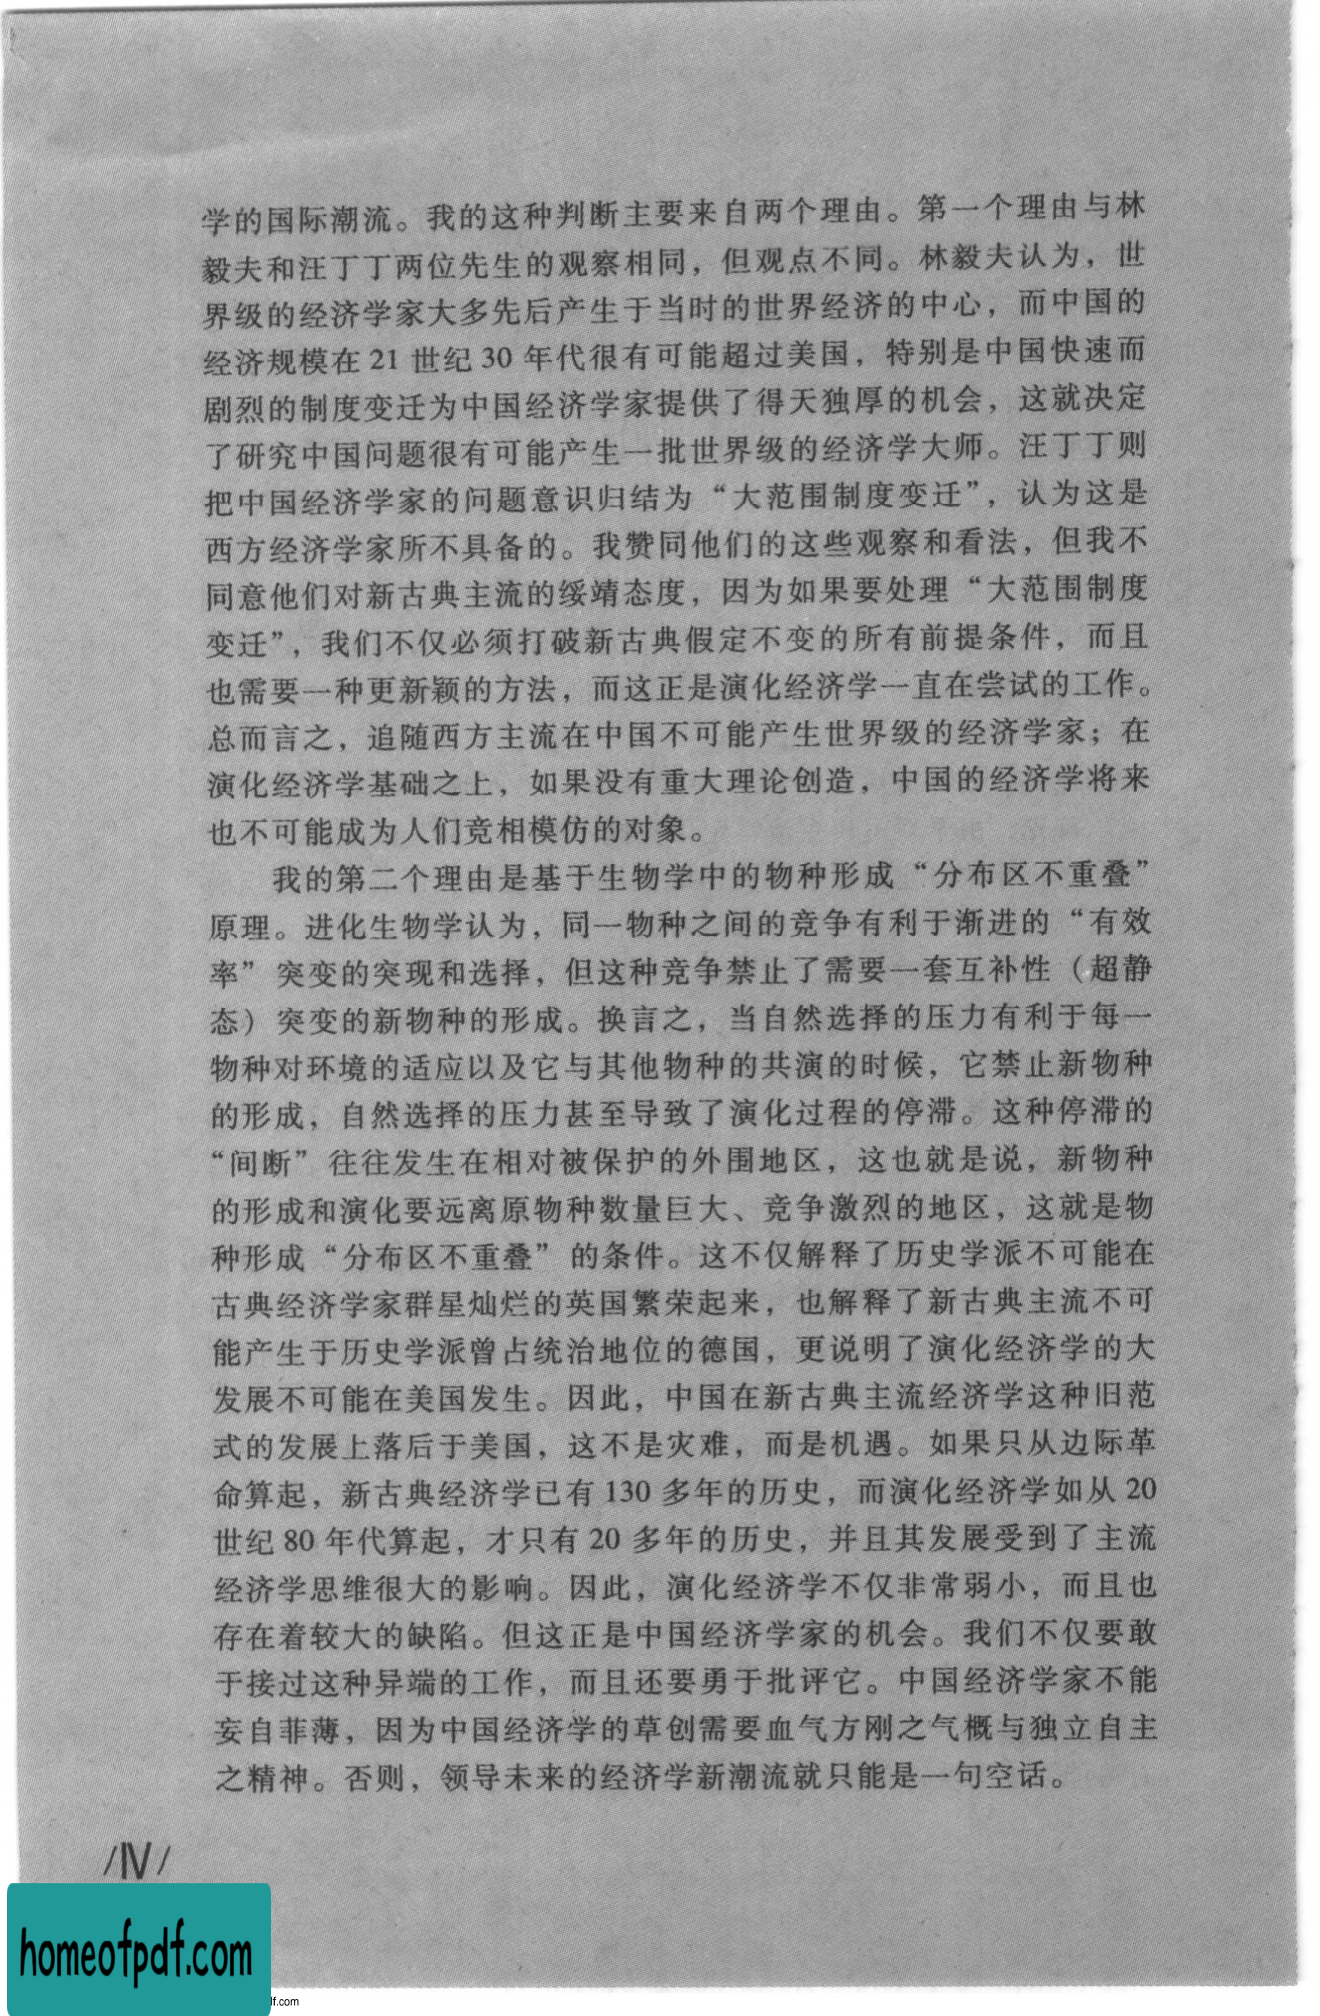 学的国际潮流。我的这种判断主要来自两个理由。第一个理由与林
毅夫和汪丁丁两位先生的观察相同，但观点不同。林毅夫认为，世
界级的经济学家大多先后产生于当时的世界经济的中心，而中国的
经济规模在 21 世纪 30 年代很有可能超过美国，特别是中国快速而
剧烈的制度变迁为中国经济学家提供了得天独厚的机会，这就决定
了研究中国问题很有可能产生一批世界级的经济学大师。汪丁丁则
把中国经济学家的问题意识归结为“大范围制度变迁”，认为这是
西方经济学家所不具备的。我赞同他们的这些观察和看法，但我不
同意他们对新古典主流的绥靖态度，因为如果要处理“大范围制度
变迁”，我们不仅必须打破新古典假定不变的所有前提条件，而且
也需要一种更新颖的方法，而这正是演化经济学一直在尝试的工作。
总而言之，追随西方主流在中国不可能产生世界级的经济学家；在
演化经济学基础之上，如果没有重大理论创造，中国的经济学将来
也不可能成为人们竞相模仿的对象。
我的第二个理由是基于生物学中的物种形成“分布区不重叠”
原理。进化生物学认为，同一物种之间的竞争有利于渐进的“有效
率”突变的突现和选择，但这种竞争禁止了需要一套互补性（超静
态）突变的新物种的形成。换言之，当自然选择的压力有利于每一
物种对环境的适应以及它与其他物种的共演的时候，它禁止新物种
的形成，自然选择的压力甚至导致了演化过程的停滞。这种停滞的
“间断”往往发生在相对被保护的外围地区，这也就是说，新物种
的形成和演化要远离原物种数量巨大、竞争激烈的地区，这就是物
种形成“分布区不重叠”的条件。这不仅解释了历史学派不可能在
古典经济学家群星灿烂的英国繁荣起来，也解释了新古典主流不可
能产生于历史学派曾占统治地位的德国，更说明了演化经济学的大
发展不可能在美国发生。因此，中国在新古典主流经济学这种旧范
式的发展上落后于美国，这不是灾难，而是机遇。如果只从边际革
命算起，新古典经济学已有 130 多年的历史，而演化经济学如从 20
世纪 80 年代算起，才只有 20 多年的历史，并且其发展受到了主流
经济学思维很大的影响。因此，演化经济学不仅非常弱小，而且也
存在着较大的缺陷。但这正是中国经济学家的机会。我们不仅要敢
于接过这种异端的工作，而且还要勇于批评它。中国经济学家不能
妄自菲薄，因为中国经济学的草创需要血气方刚之气概与独立自主
之精神。否则，领导未来的经济学新潮流就只能是一句空话。
/Ⅳ/
homeofpdf.com
lf.com